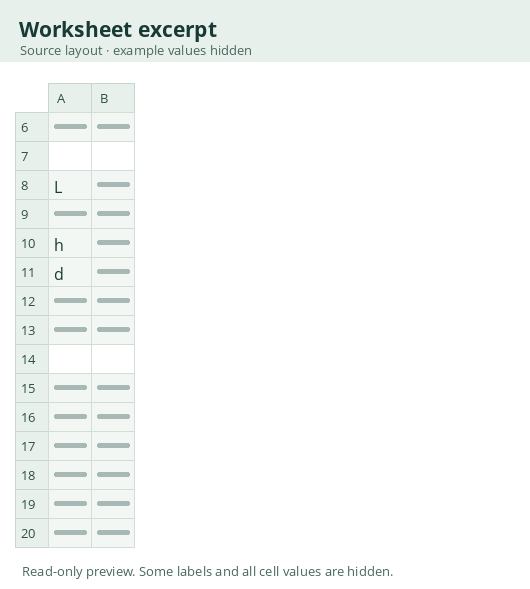 Worksheet excerpt
Source layout · example values hidden
A B
6
7
8 L
9
10 h
11 d
12
13
14
15
16
17
18
19
20
Read-only preview. Some labels and all cell values are hidden.